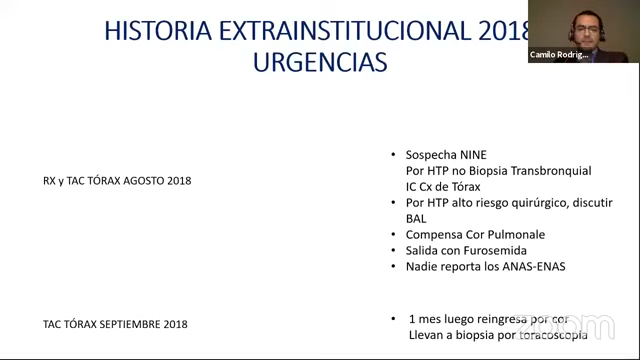 HISTORIA EXTRAINSTITUCIONAL 2018
URGENCIAS
Camilo Rodrig...
RX y TAC TÓRAX AGOSTO 2018
• Sospecha NINE
Por HTP no Biopsia Transbronquial
IC Cx de Tórax
• Por HTP alto riesgo quirúrgico, discutir
BAL
• Compensa Cor Pulmonale
• Salida con Furosemida
• Nadie reporta los ANAS-ENAS
TAC TÓRAX SEPTIEMBRE 2018
• 1 mes luego reingresa por cor
Llevan a biopsia por toracoscopia
zoom